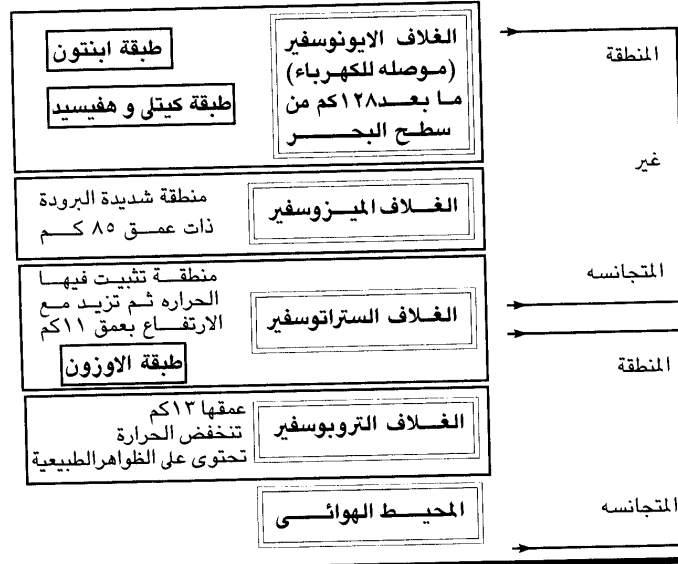 المنطقة
غير
المتجانسه
الغلاف الايونوسفير
(موصله للكهرباء)
ما بعد ١٢٨كم من
سطح البحر
طبقة ابنتون
طبقة كيتلى و هفيسيد
الغلاف الميزوسفير
منطقة شديدة البرودة
ذات عمق ٨٥ كم
الغلاف الستراتوسفير
منطقة تثبيت فيها
الحراره ثم تزيد مع
الارتفاع بعمق ١١كم
طبقة الاوزون
المنطقة
المتجانسه
الغلاف التروبوسفير
عمقها ١٣كم
تنخفض الحرارة
تحتوى على الظواهر الطبيعية
المحيط الهوائى